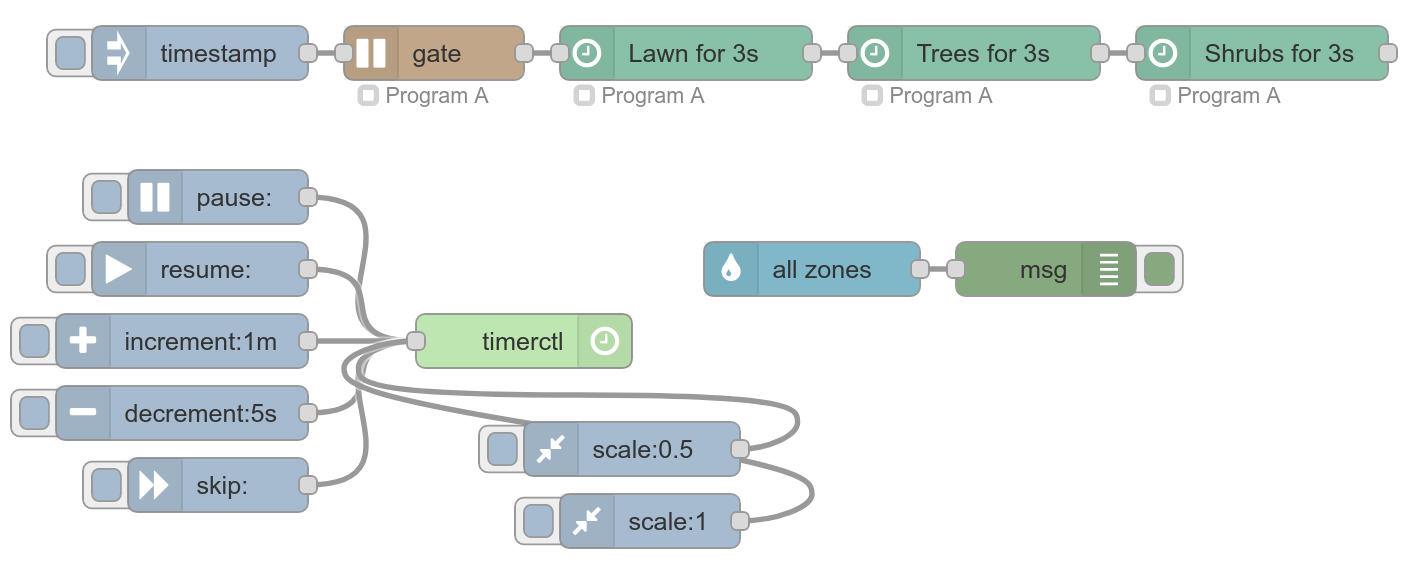 timestamp
gate
Lawn for 3s
Trees for 3s
Shrubs for 3s
Program A
Program A
Program A
Program A
pause:
resume:
all zones
msg
increment:1m
timerctl
decrement:5s
scale:0.5
skip:
scale:1